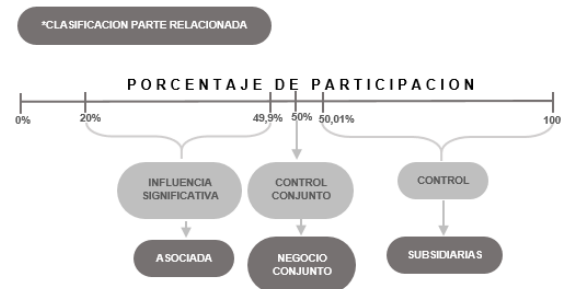 *CLASIFICACION PARTE RELACIONADA
PORCENTAJE DE PARTICIPACION
0%
20%
49,9%
50%
50,01%
100
INFLUENCIA
SIGNIFICATIVA
CONTROL
CONJUNTO
CONTROL
ASOCIADA
NEGOCIO
CONJUNTO
SUBSIDIARIAS